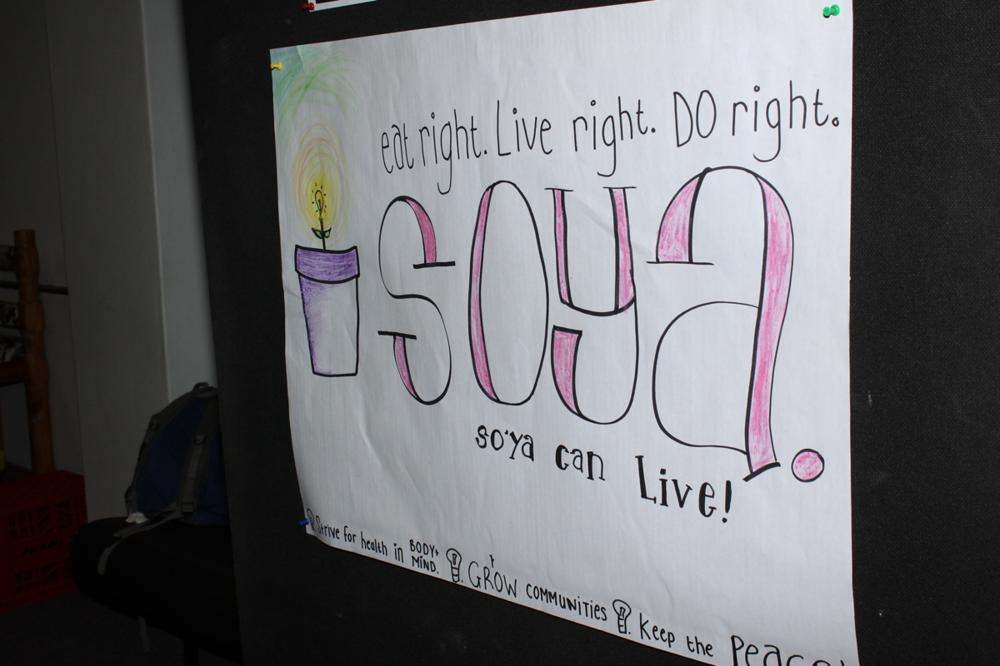 eat right. Live right. DO right.
soya.
so'ya can Live!
Strive for health in BODY+ MIND. GROW COMMUNITIES Keep the Peace!